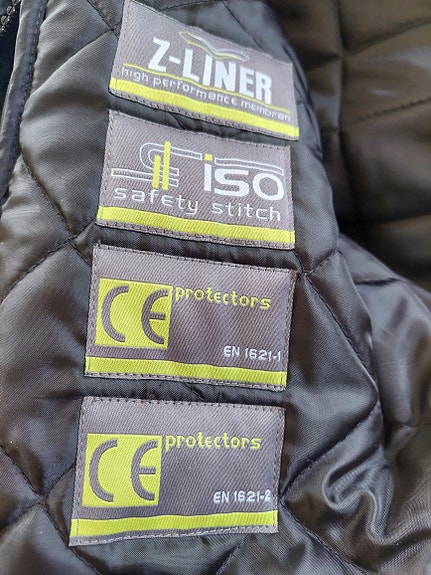 Z-LINER
high performance membran
iso
safety stitch
CE protectors
EN 1621-1
CE protectors
EN 1621-2